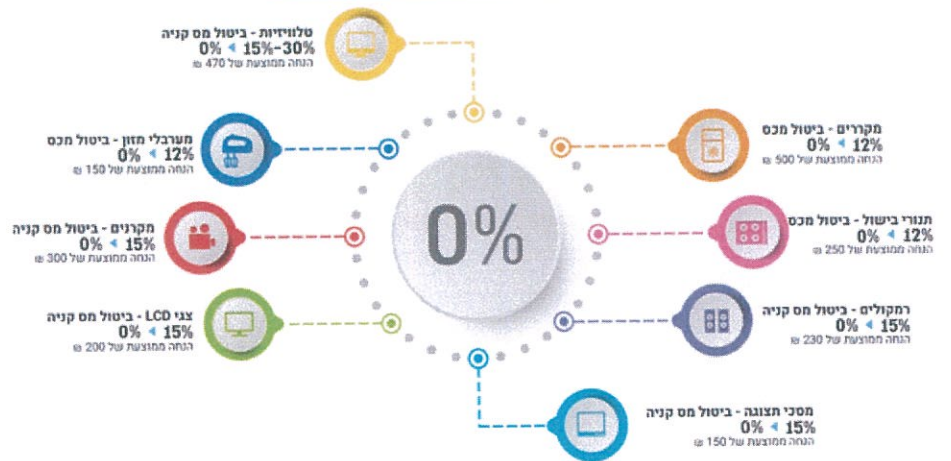 טלוויזיות - ביטול מס קניה
0% ◄ 15%-30%
הנחה ממוצעת של 470 ₪
מקררים - ביטול מכס
0% ◄ 12%
הנחה ממוצעת של 500 ₪
תנורי בישול - ביטול מכס
0% ◄ 12%
הנחה ממוצעת של 250 ₪
רמקולים - ביטול מס קניה
0% ◄ 15%
הנחה ממוצעת של 230 ₪
מסכי תצוגה - ביטול מס קניה
0% ◄ 15%
הנחה ממוצעת של 150 ₪
צגי LCD - ביטול מס קניה
0% ◄ 15%
הנחה ממוצעת של 200 ₪
מקרנים - ביטול מס קניה
0% ◄ 15%
הנחה ממוצעת של 300 ₪
מערבלי מזון - ביטול מכס
0% ◄ 12%
הנחה ממוצעת של 150 ₪
0%